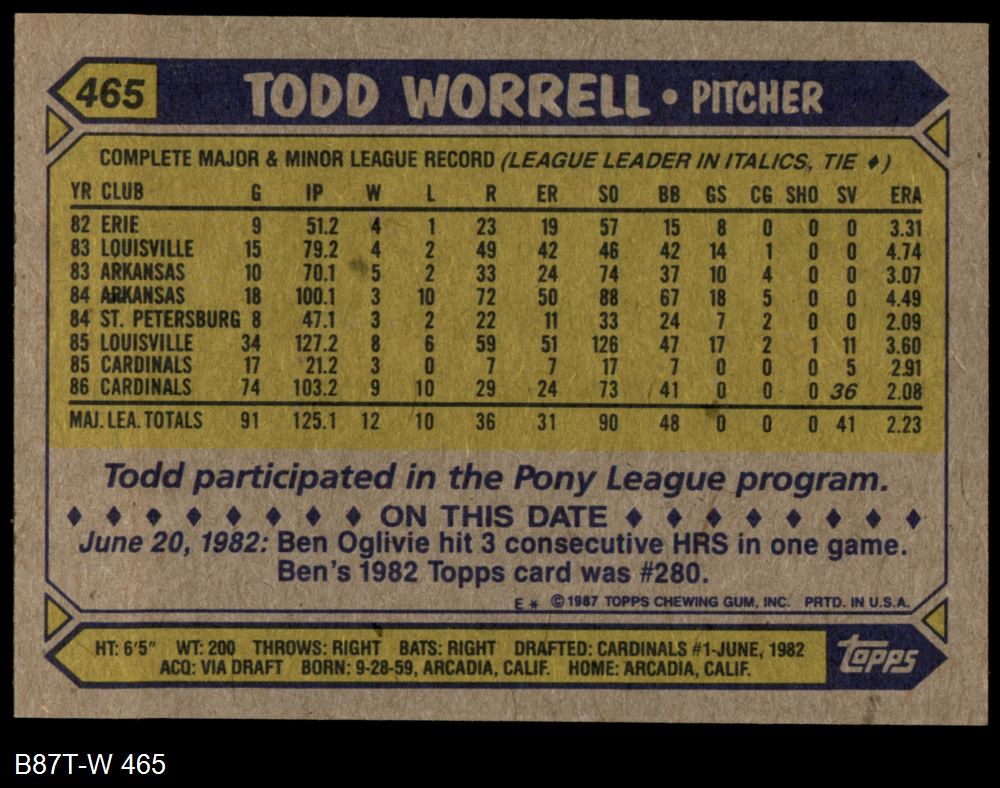 465 TODD WORRELL • PITCHER
COMPLETE MAJOR & MINOR LEAGUE RECORD (LEAGUE LEADER IN ITALICS, TIE ♦)
YR CLUB G IP W L R ER SO BB GS CG SHO SV ERA
82 ERIE 9 51.2 4 1 23 19 57 15 8 0 0 0 3.31
83 LOUISVILLE 15 79.2 4 2 49 42 46 42 14 1 0 0 4.74
83 ARKANSAS 10 70.1 5 2 33 24 74 37 10 4 0 0 3.07
84 ARKANSAS 18 100.1 3 10 72 50 88 67 18 5 0 0 4.49
84 ST. PETERSBURG 8 47.1 3 2 22 11 33 24 7 2 0 0 2.09
85 LOUISVILLE 34 127.2 8 6 59 51 126 47 17 2 1 11 3.60
85 CARDINALS 17 21.2 3 0 7 7 17 7 0 0 0 5 2.91
86 CARDINALS 74 103.2 9 10 29 24 73 41 0 0 0 36 2.08
MAJ. LEA. TOTALS 91 125.1 12 10 36 31 90 48 0 0 0 41 2.23
Todd participated in the Pony League program.
♦ ♦ ♦ ♦ ♦ ♦ ♦ ♦ ON THIS DATE ♦ ♦ ♦ ♦ ♦ ♦ ♦ ♦
June 20, 1982: Ben Oglivie hit 3 consecutive HRS in one game.
Ben's 1982 Topps card was #280.
E * © 1987 TOPPS CHEWING GUM, INC. PRTD. IN U.S.A.
HT: 6'5" WT: 200 THROWS: RIGHT BATS: RIGHT DRAFTED: CARDINALS #1-JUNE, 1982
ACQ: VIA DRAFT BORN: 9-28-59, ARCADIA, CALIF. HOME: ARCADIA, CALIF.
topps
B87T-W 465